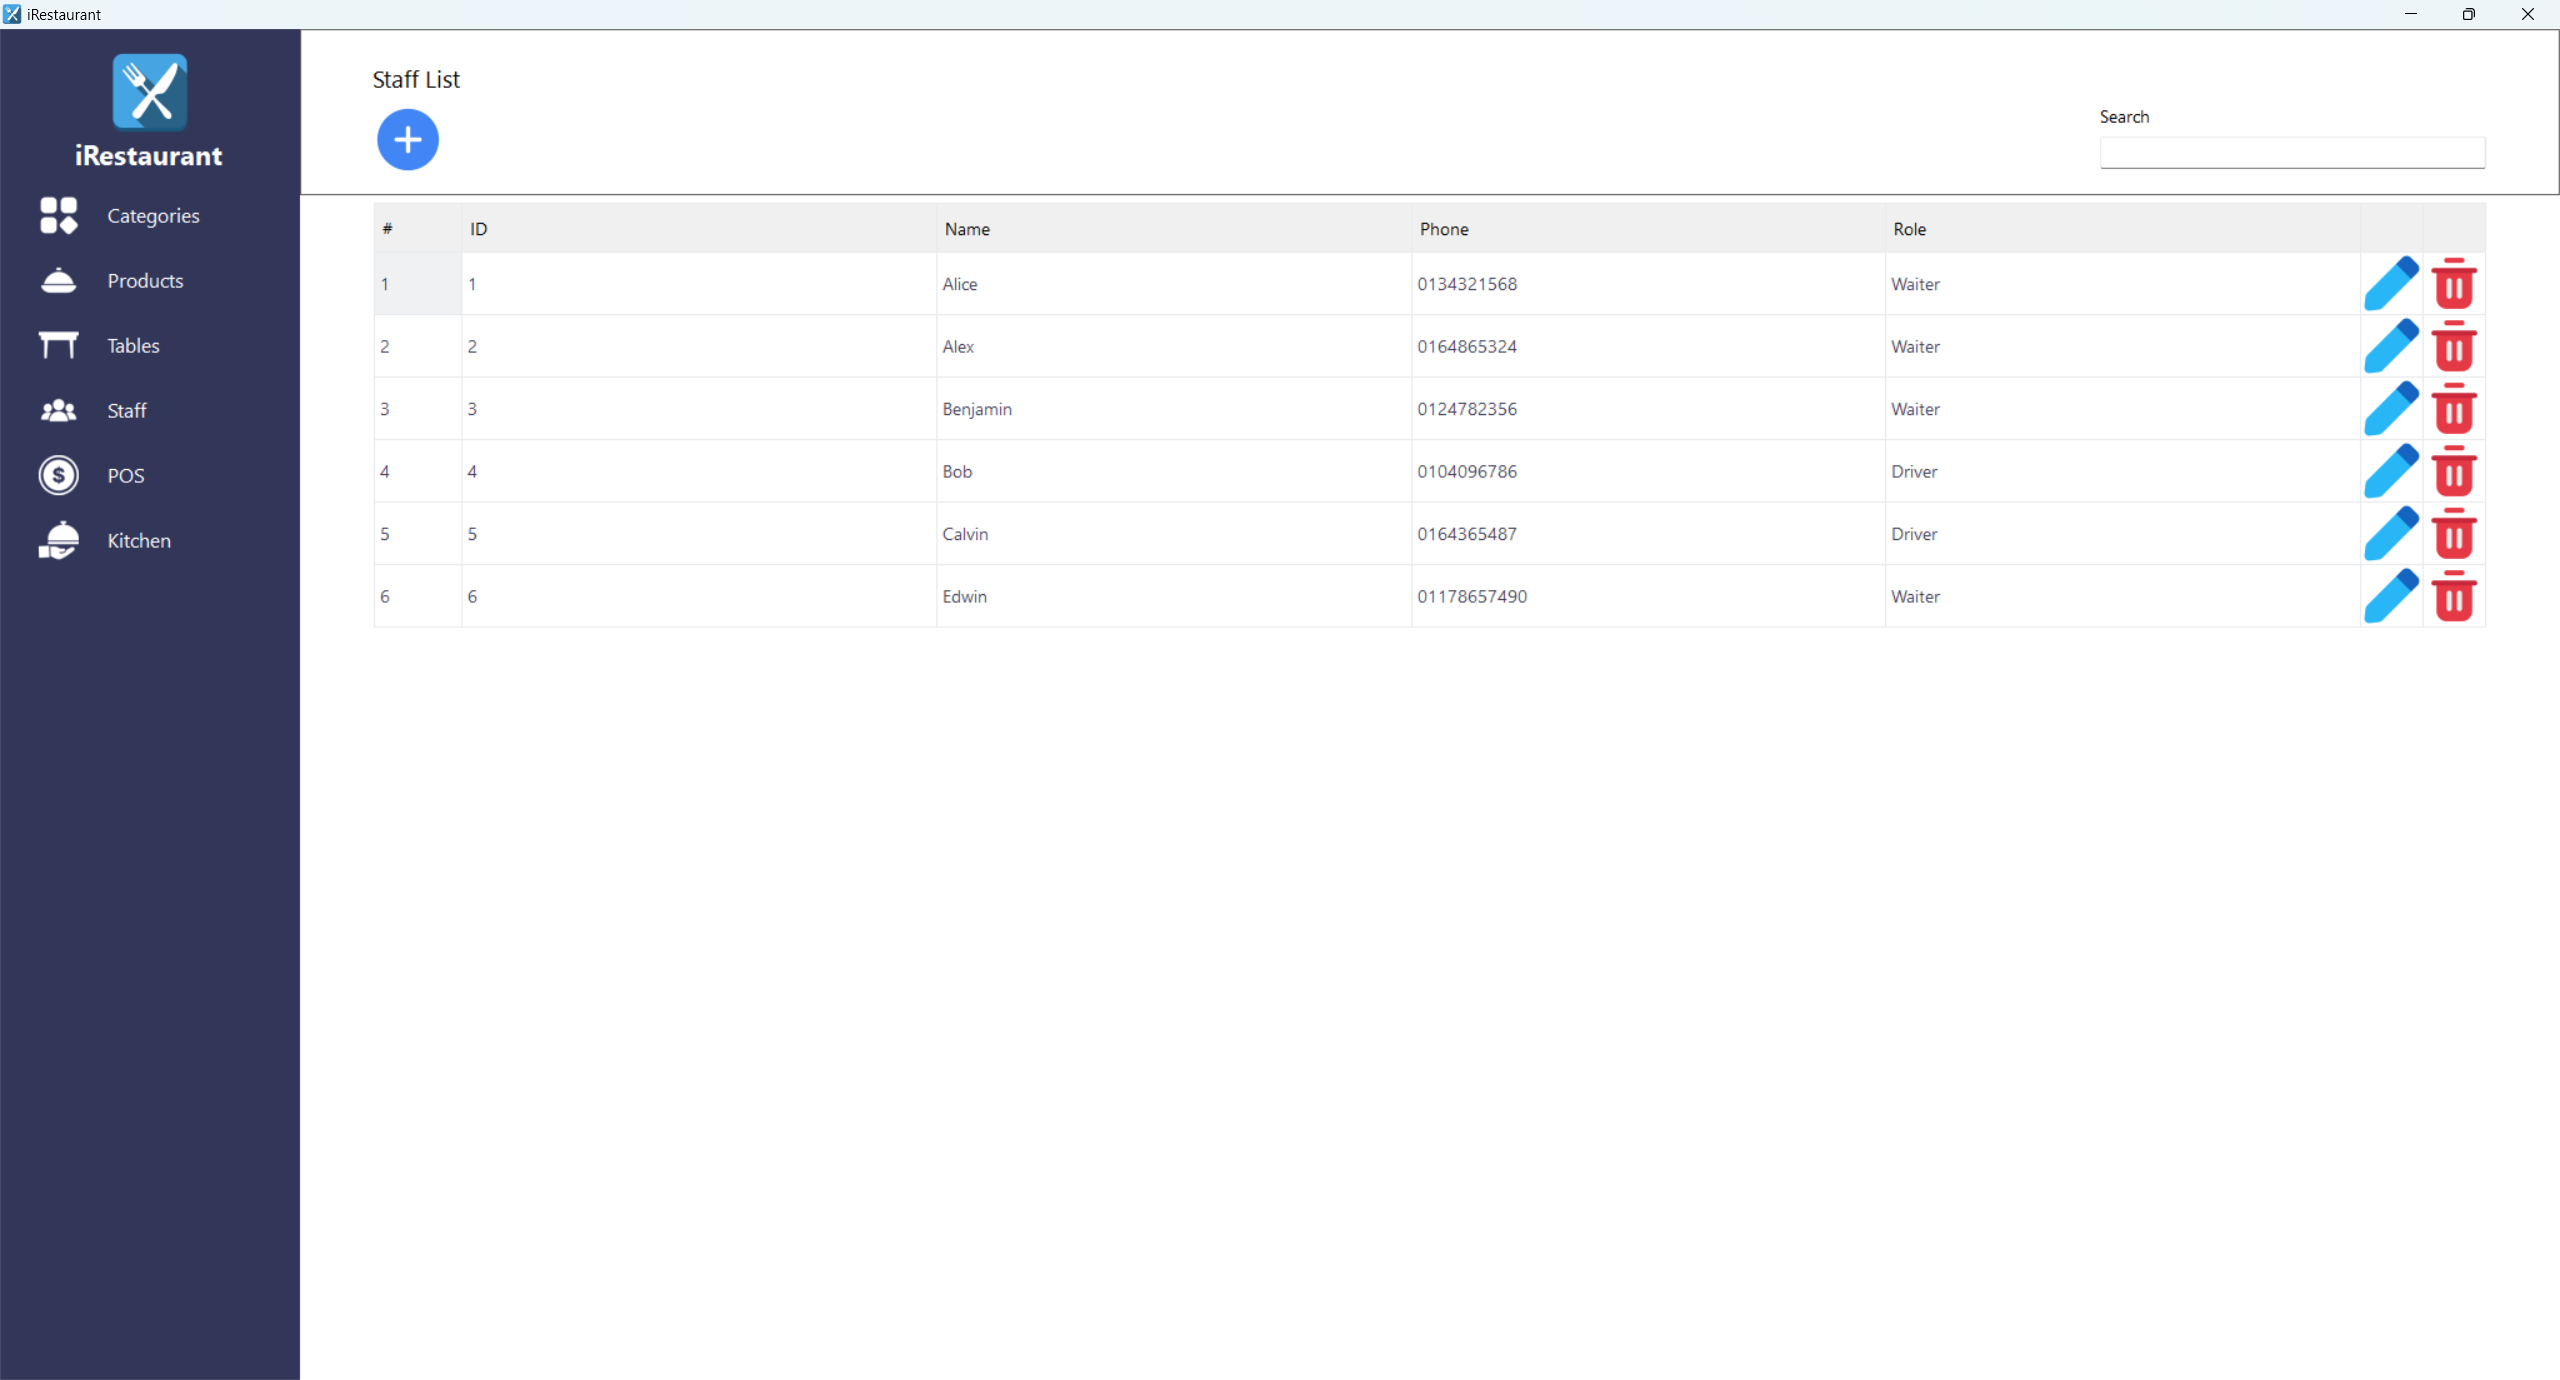 iRestaurant
iRestaurant
Categories
Products
Tables
Staff
$
POS
Kitchen
Staff List
Search
# ID Name Phone Role
1 1 Alice 0134321568 Waiter
2 2 Alex 0164865324 Waiter
3 3 Benjamin 0124782356 Waiter
4 4 Bob 0104096786 Driver
5 5 Calvin 0164365487 Driver
6 6 Edwin 01178657490 Waiter